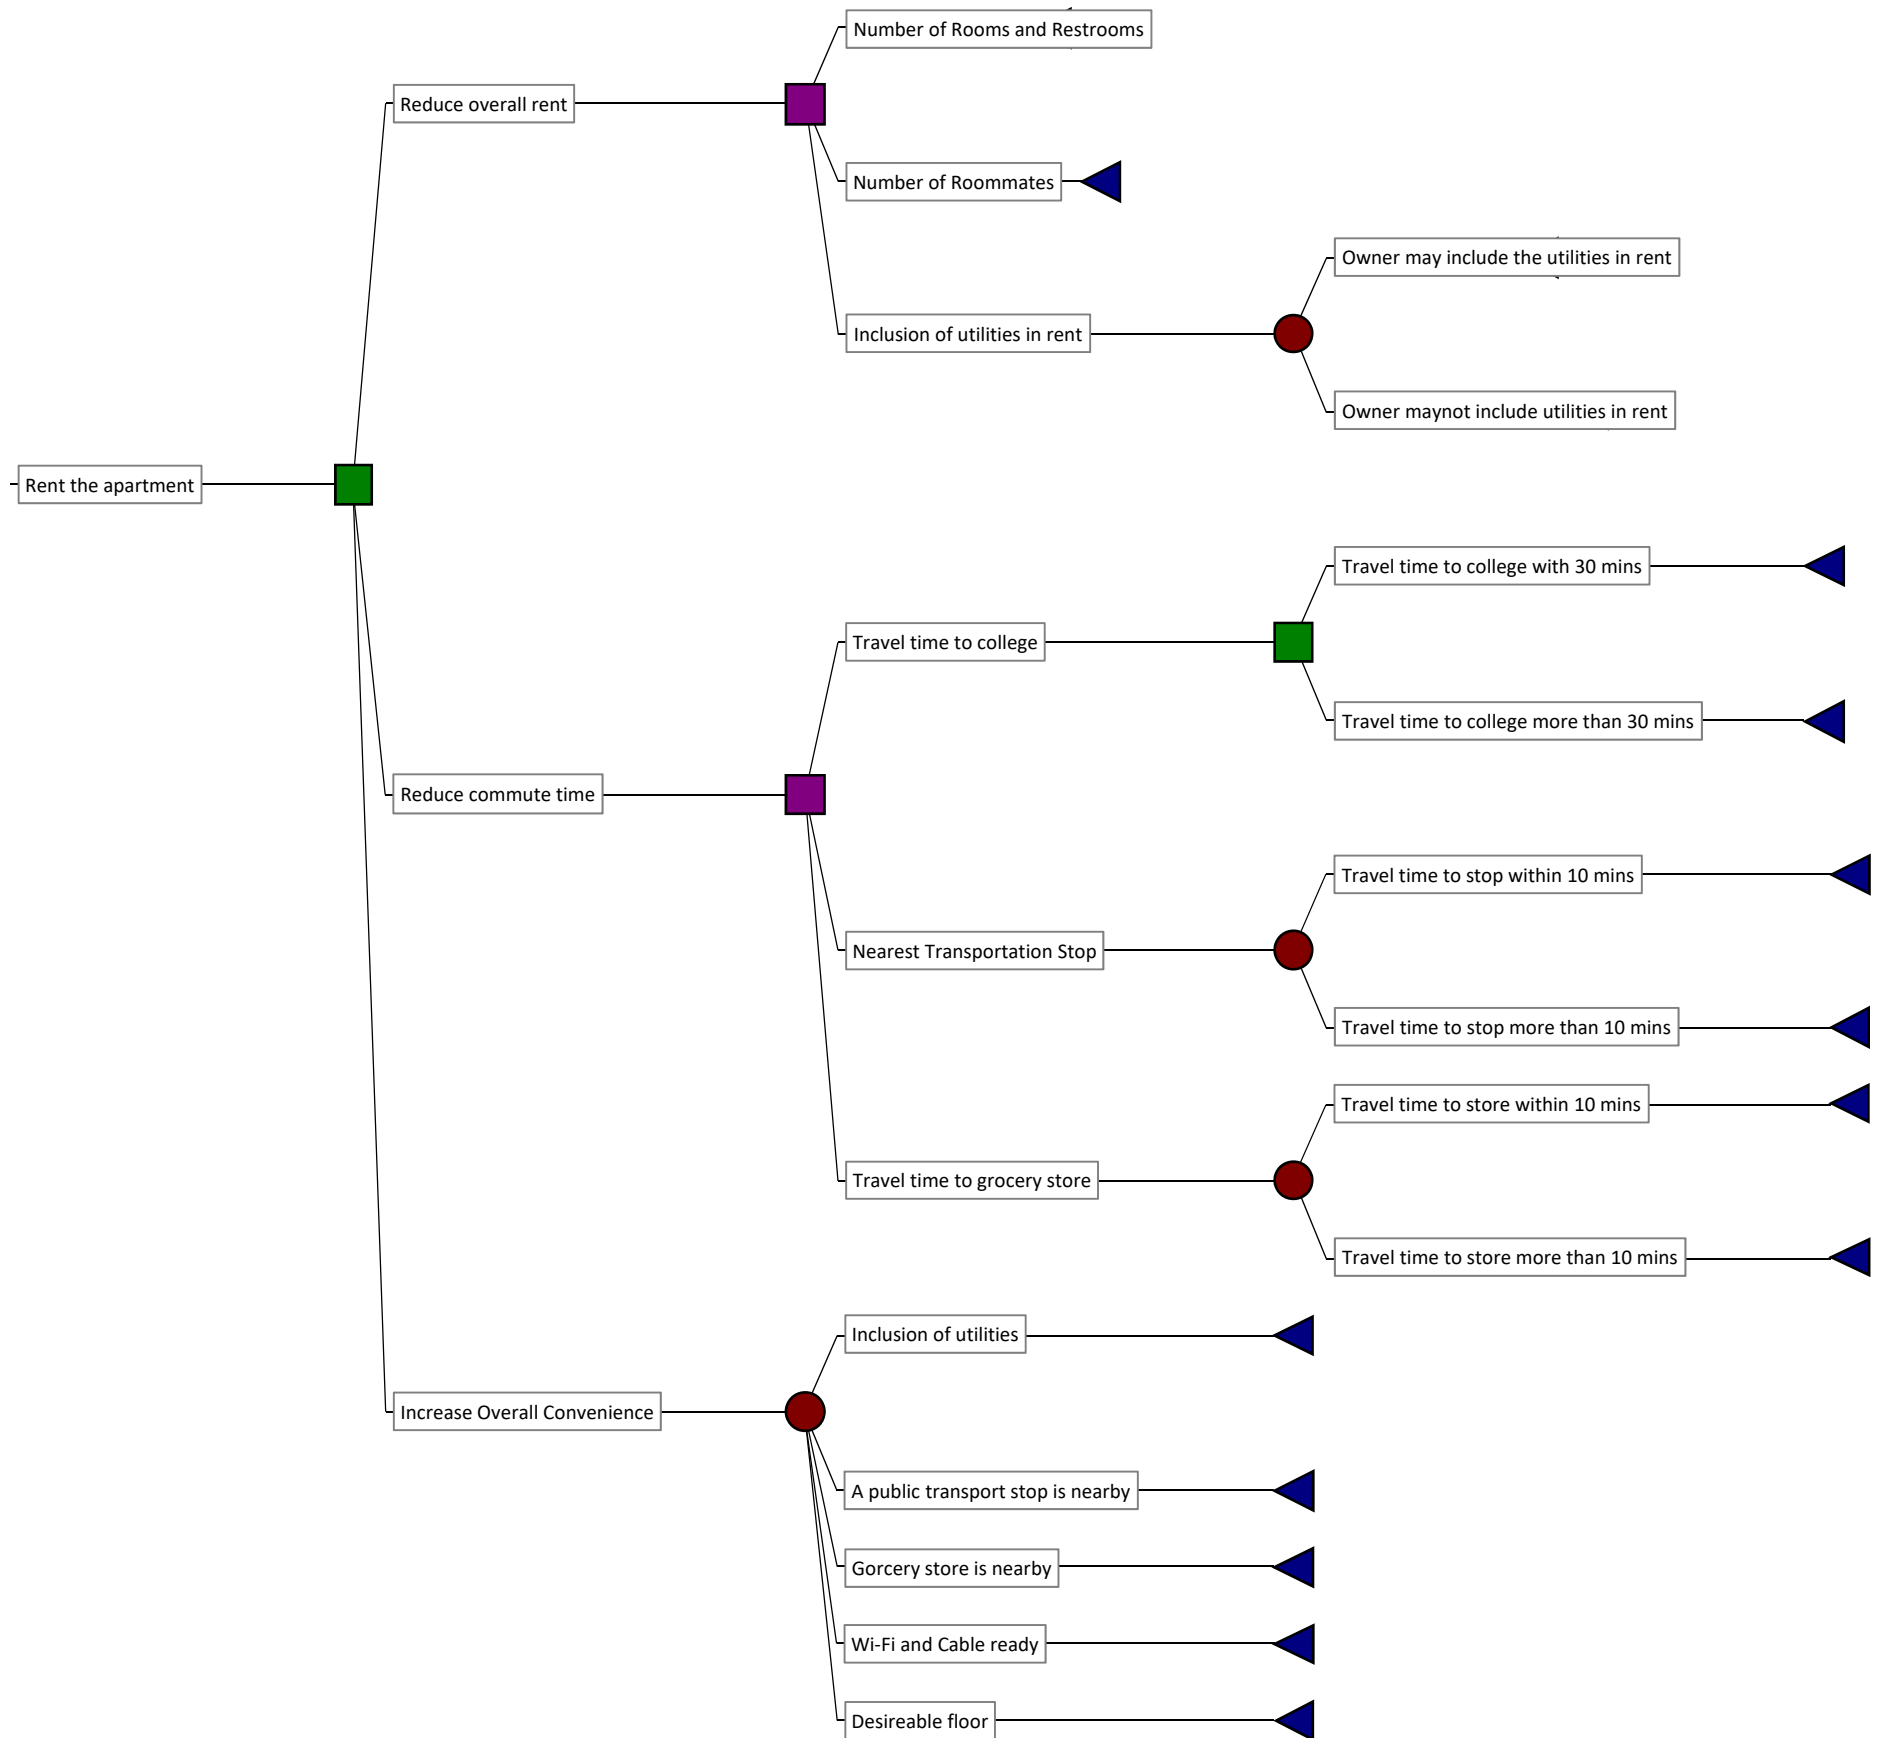 Number of Rooms and Restrooms
Reduce overall rent
Number of Roommates
Owner may include the utilities in rent
Inclusion of utilities in rent
Owner maynot include utilities in rent
Rent the apartment
Travel time to college with 30 mins
Travel time to college
Travel time to college more than 30 mins
Reduce commute time
Travel time to stop within 10 mins
Nearest Transportation Stop
Travel time to stop more than 10 mins
Travel time to store within 10 mins
Travel time to grocery store
Travel time to store more than 10 mins
Inclusion of utilities
Increase Overall Convenience
A public transport stop is nearby
Gorcery store is nearby
Wi-Fi and Cable ready
Desireable floor